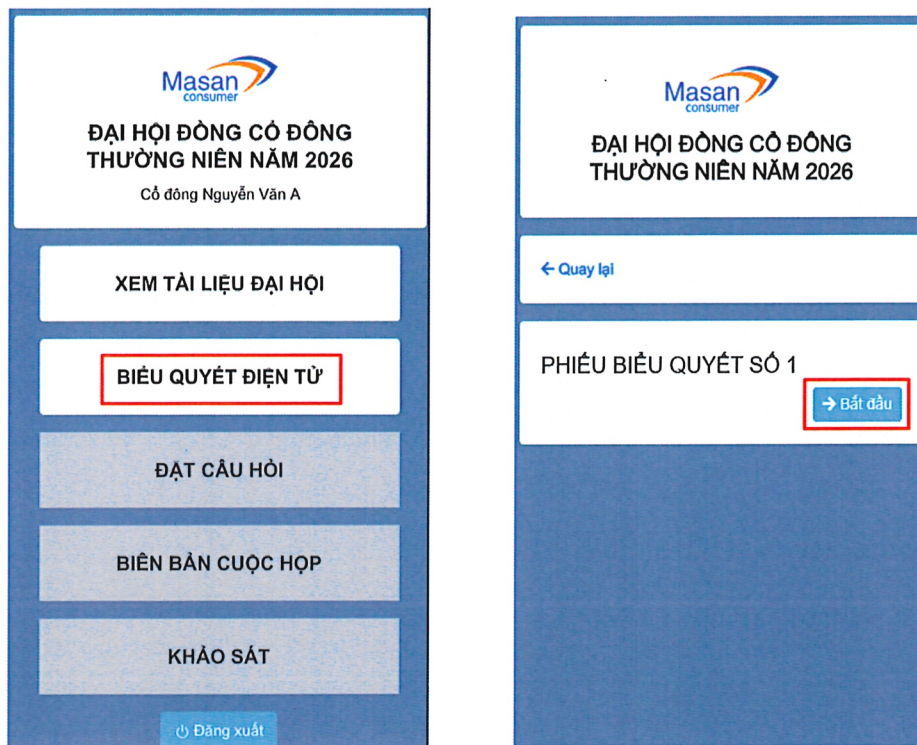 Masan
consumer
ĐẠI HỘI ĐỒNG CỔ ĐÔNG
THƯỜNG NIÊN NĂM 2026
Cổ đông Nguyễn Văn A
XEM TÀI LIỆU ĐẠI HỘI
BIỂU QUYẾT ĐIỆN TỬ
ĐẶT CÂU HỎI
BIÊN BẢN CUỘC HỌP
KHẢO SÁT
Đăng xuất
Masan
consumer
ĐẠI HỘI ĐỒNG CỔ ĐÔNG
THƯỜNG NIÊN NĂM 2026
← Quay lại
PHIẾU BIỂU QUYẾT SỐ 1
→ Bắt đầu